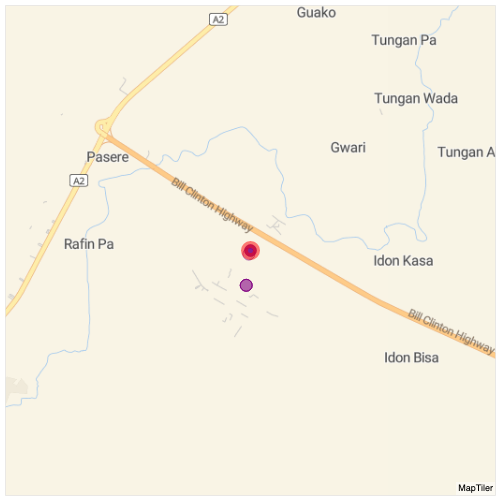 Guako
A2
Tungan Pa
Tungan Wada
Gwari
Tungan A
Pasere
A2
Bill Clinton Highway
Rafin Pa
Idon Kasa
Bill Clinton Highway
Idon Bisa
MapTiler